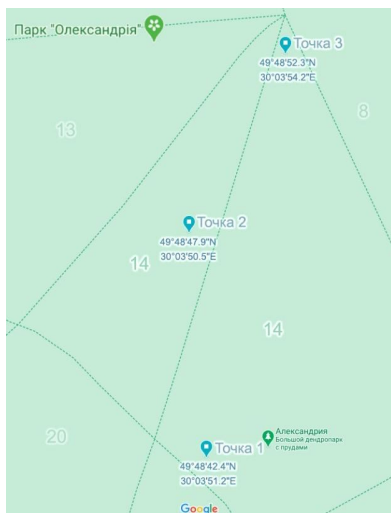 Парк "Олександрія"
Точка 3
49°48'52.3"N
30°03'54.2"E
13
8
Точка 2
49°48'47.9"N
30°03'50.5"E
14
14
20
Александрия
Большой дендропарк
с прудами
Точка 1
49°48'42.4"N
30°03'51.2"E
Google